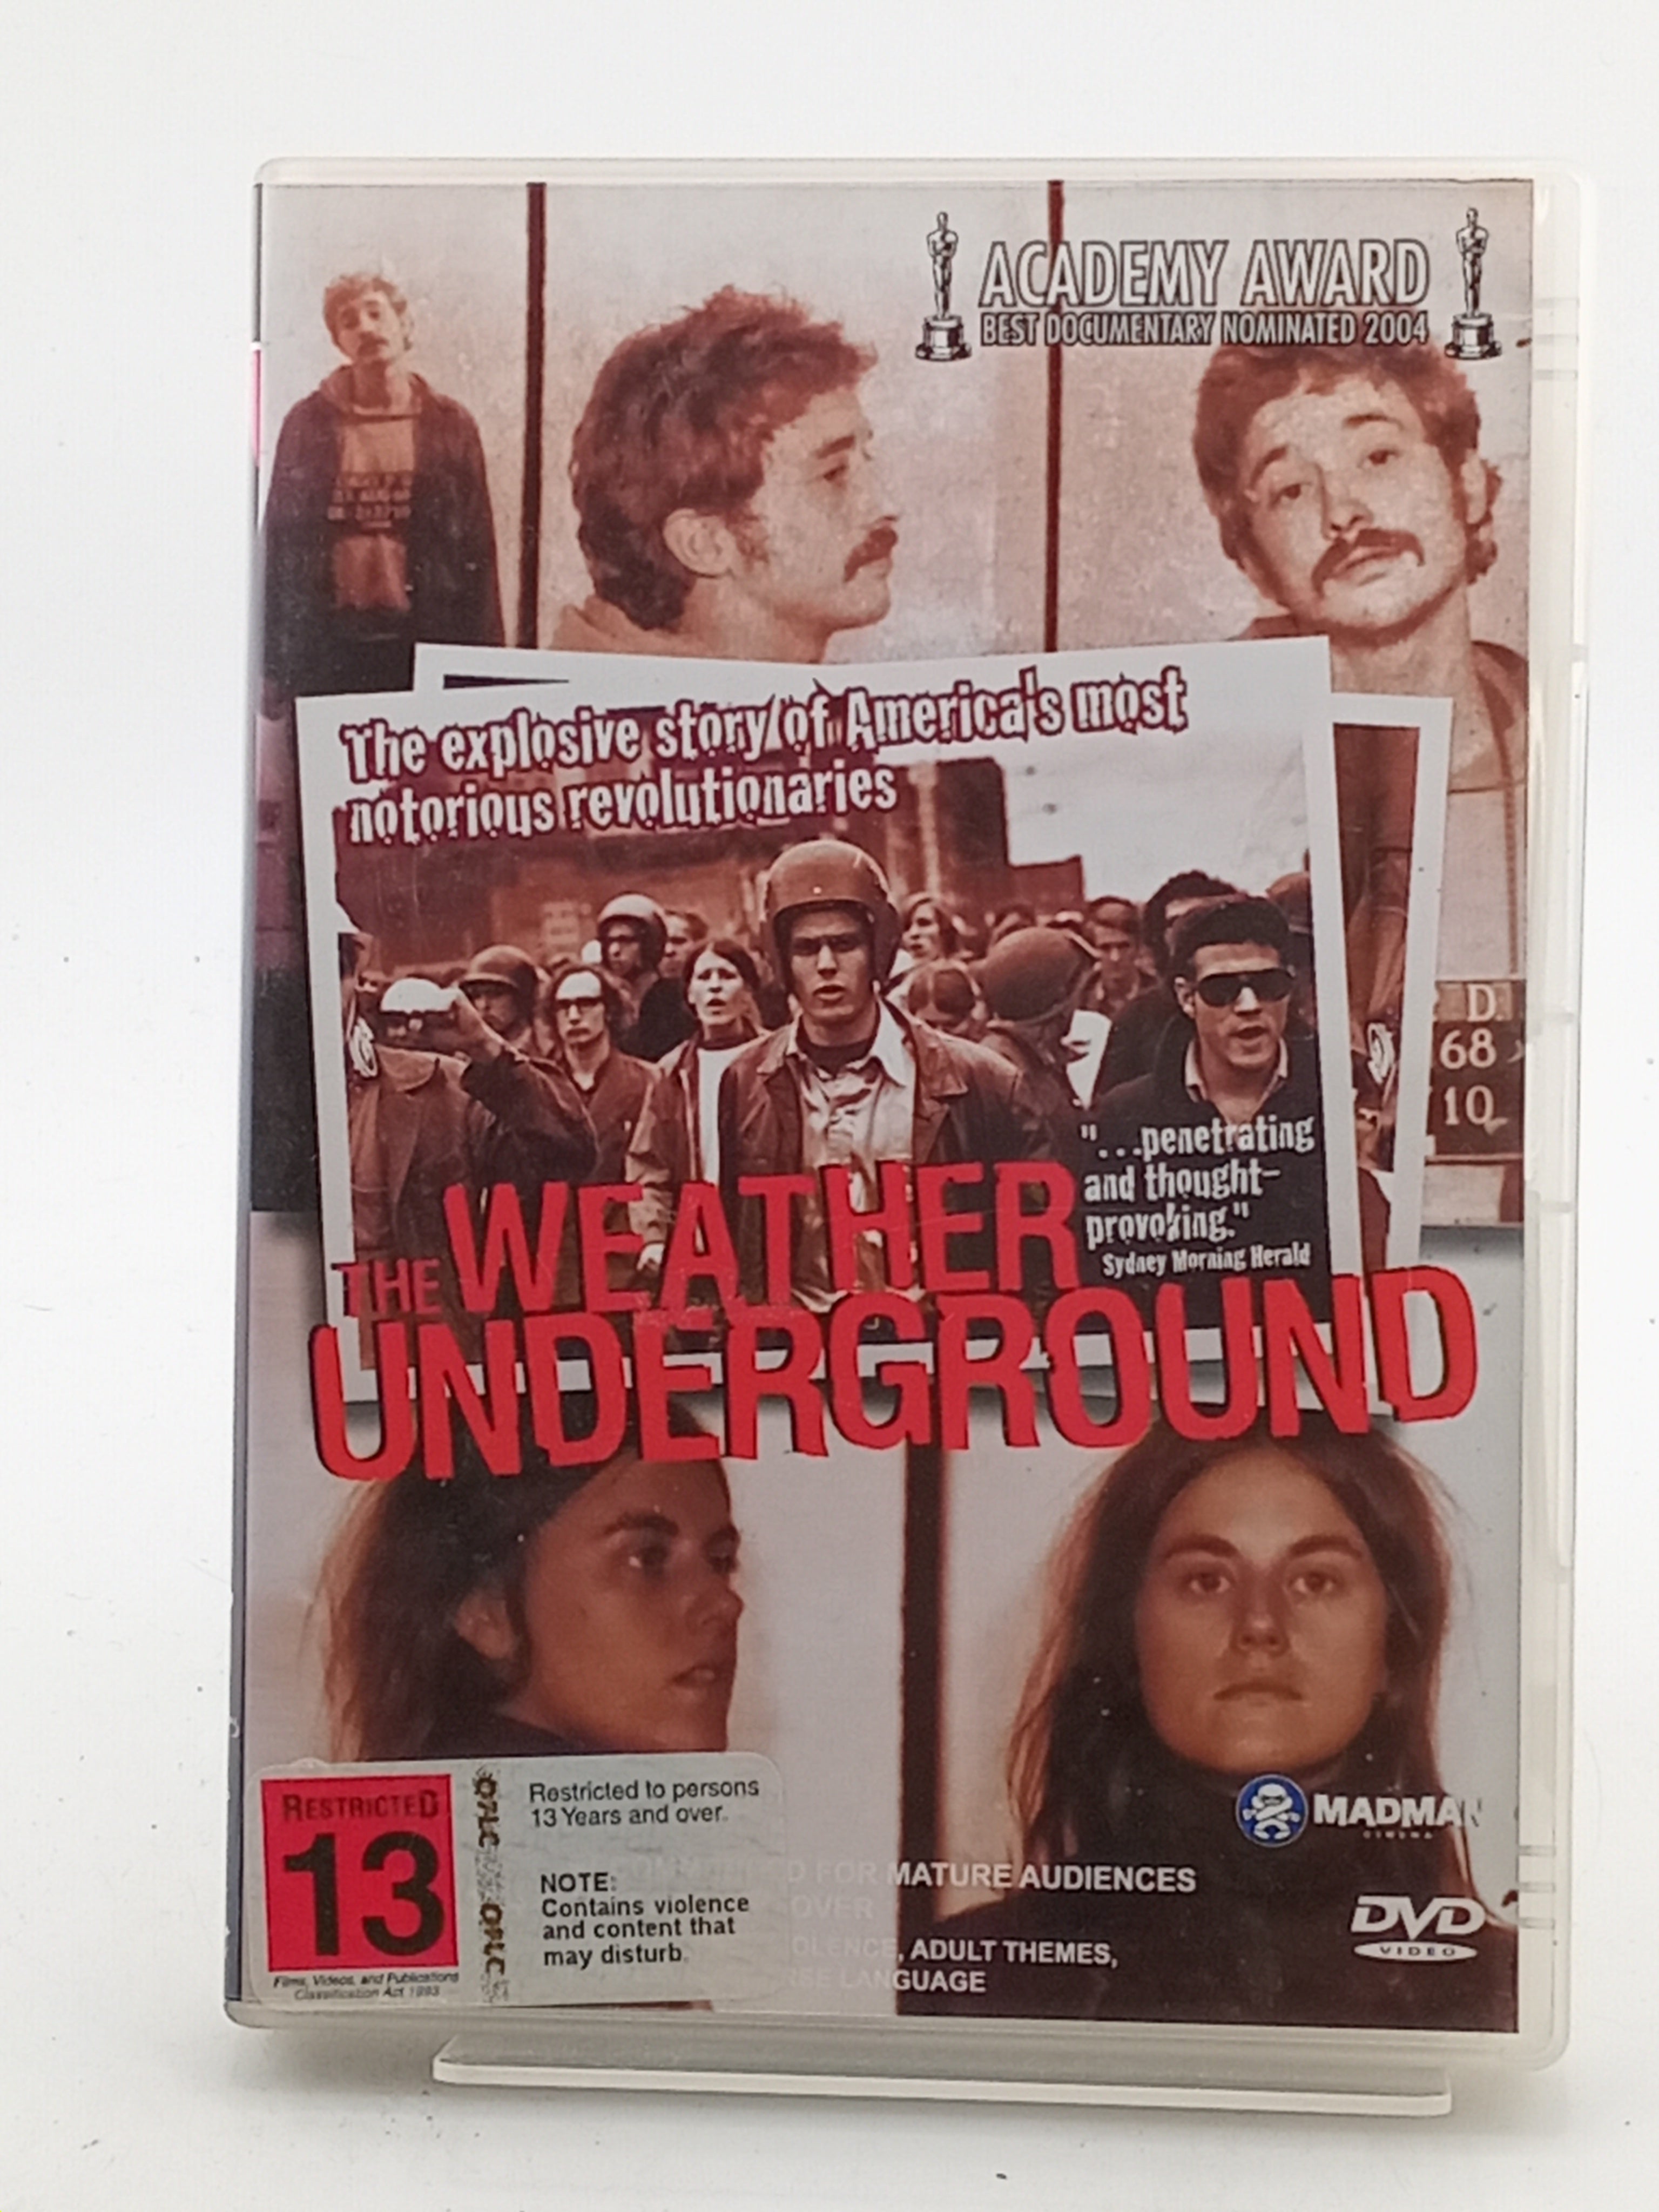 ACADEMY AWARD
BEST DOCUMENTARY NOMINATED 2004
The explosive story of America's most
notorious revolutionaries
D
68
10
"...penetrating
and thought-
provoking."
Sydney Morning Herald
THE WEATHER
UNDERGROUND
RESTRICTED
13
Films, Videos, and Publications
Classification Act 1993
OFLC OFLC
Restricted to persons
13 Years and over.
NOTE:
Contains violence
and content that
may disturb.
MADMAN
CINEMA
D FOR MATURE AUDIENCES
OVER
OLENCE, ADULT THEMES,
LANGUAGE
DVD
VIDEO